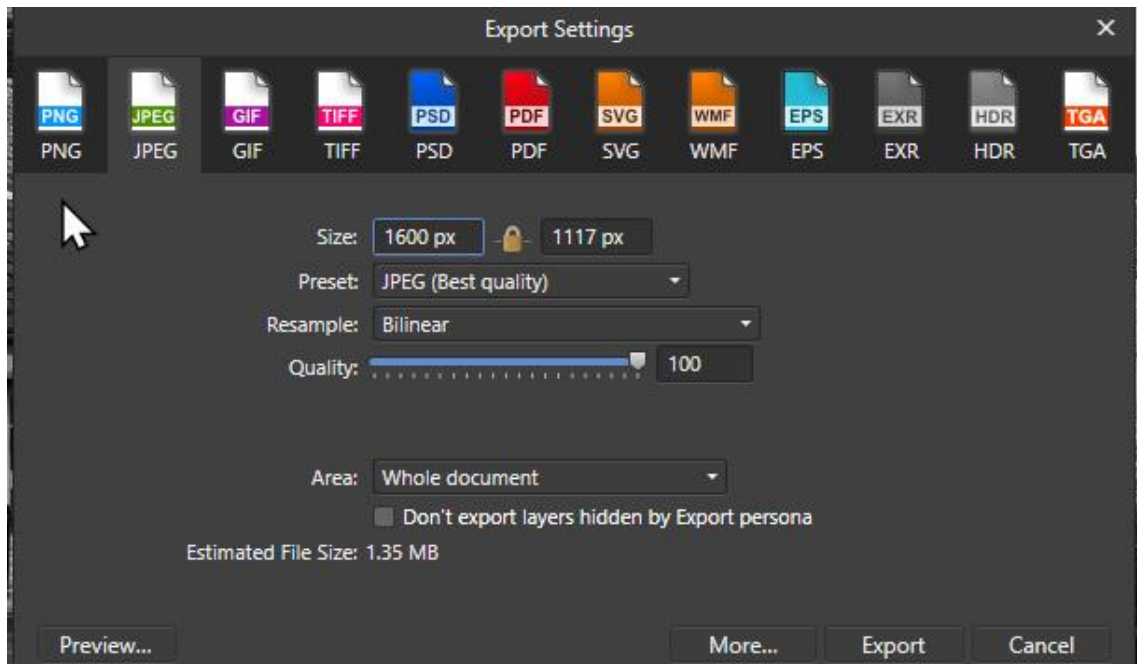 Export Settings ×
PNG JPEG GIF TIFF PSD PDF SVG WMF EPS EXR HDR TGA
PNG JPEG GIF TIFF PSD PDF SVG WMF EPS EXR HDR TGA
Size: 1600 px 1117 px
Preset: JPEG (Best quality)
Resample: Bilinear
Quality: 100
Area: Whole document
Don't export layers hidden by Export persona
Estimated File Size: 1.35 MB
Preview... More... Export Cancel